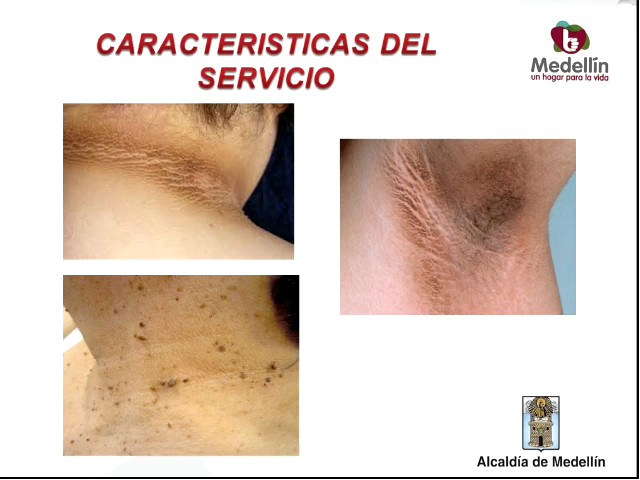 CARACTERISTICAS DEL
SERVICIO
Medellín
un hogar para la vida
Alcaldía de Medellín